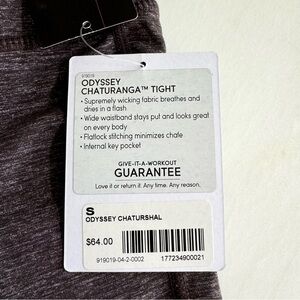 919019
ODYSSEY
CHATURANGA™ TIGHT
• Supremely wicking fabric breathes and
dries in a flash
• Wide waistband stays put and looks great
on every body
• Flatlock stitching minimizes chafe
• Internal key pocket
GIVE-IT-A-WORKOUT
GUARANTEE
Love it or return it. Any time. Any reason.
S
ODYSSEY CHATURSHAL
$64.00
919019-04-2-0002
177234900021